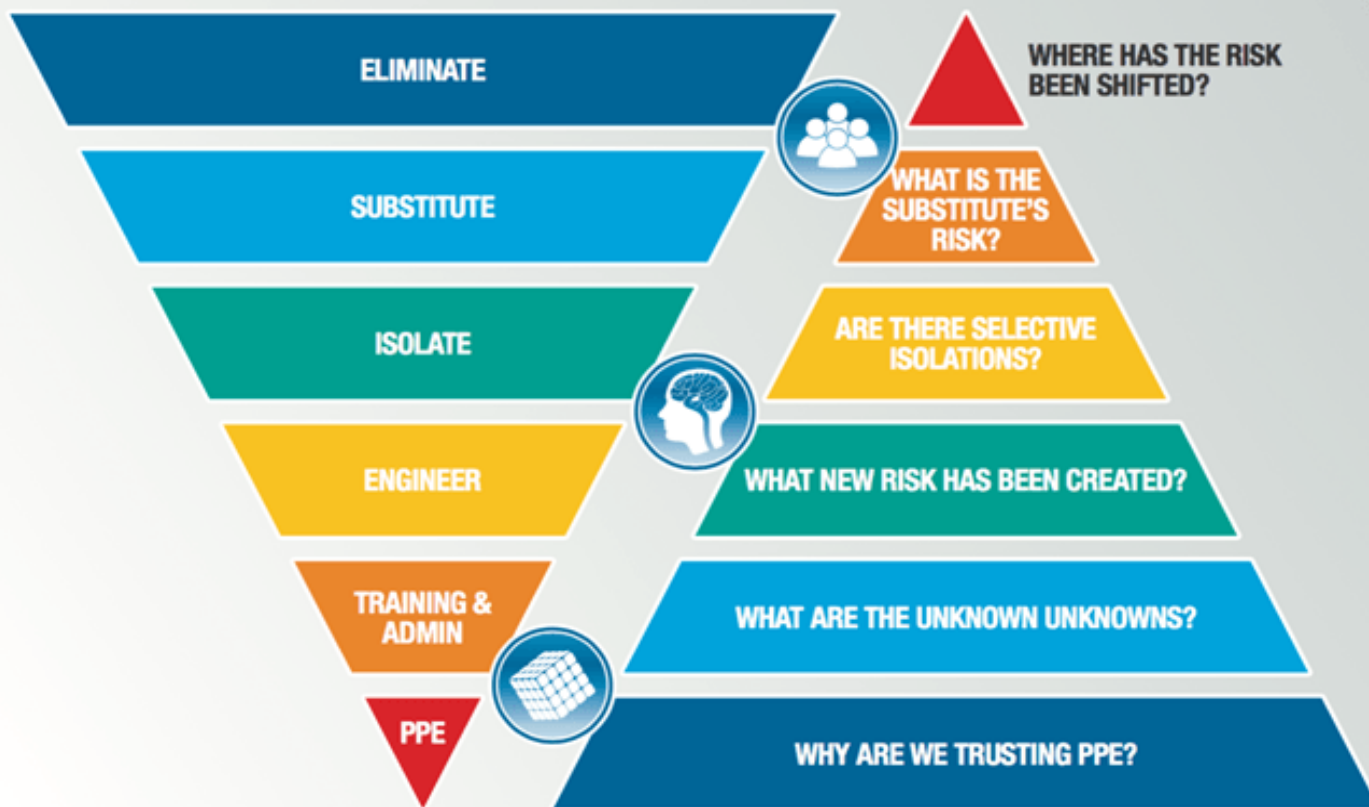 ELIMINATE
WHERE HAS THE RISK
BEEN SHIFTED?
SUBSTITUTE
WHAT IS THE
SUBSTITUTE'S
RISK?
ISOLATE
ARE THERE SELECTIVE
ISOLATIONS?
ENGINEER
WHAT NEW RISK HAS BEEN CREATED?
TRAINING &
ADMIN
WHAT ARE THE UNKNOWN UNKNOWNS?
PPE
WHY ARE WE TRUSTING PPE?